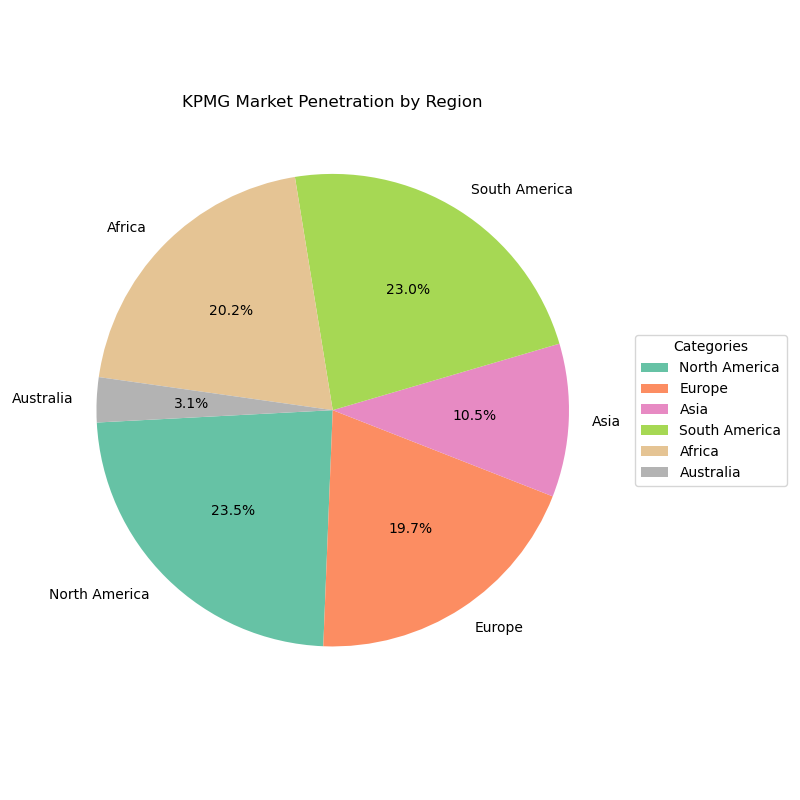 KPMG Market Penetration by Region
South America
Africa
23.0%
20.2%
Categories
North America
Europe
Asia
South America
Africa
Australia
Australia
3.1%
10.5%
Asia
23.5%
19.7%
North America
Europe